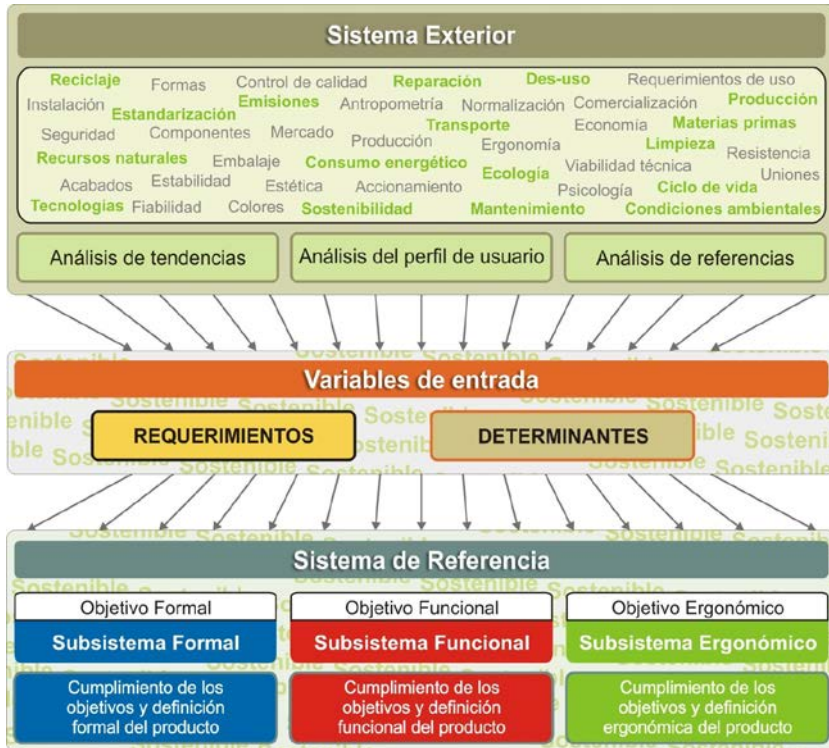 Sistema Exterior
Reciclaje Formas Control de calidad Reparación Des-uso Requerimientos de uso
Instalación Estandarización Emisiones Antropometría Normalización Comercialización Producción
Seguridad Componentes Mercado Producción Transporte Ergonomía Economía Materias primas
Recursos naturales Embalaje Consumo energético Ecología Viabilidad técnica Limpieza Resistencia
Acabados Estabilidad Estética Accionamiento Psicología Ciclo de vida Uniones
Tecnologías Fiabilidad Colores Sostenibilidad Mantenimiento Condiciones ambientales
Análisis de tendencias
Análisis del perfil de usuario
Análisis de referencias
Variables de entrada
REQUERIMIENTOS
DETERMINANTES
Sistema de Referencia
Objetivo Formal
Subsistema Formal
Cumplimiento de los
objetivos y definición
formal del producto
Objetivo Funcional
Subsistema Funcional
Cumplimiento de los
objetivos y definición
funcional del producto
Objetivo Ergonómico
Subsistema Ergonómico
Cumplimiento de los
objetivos y definición
ergonómica del producto